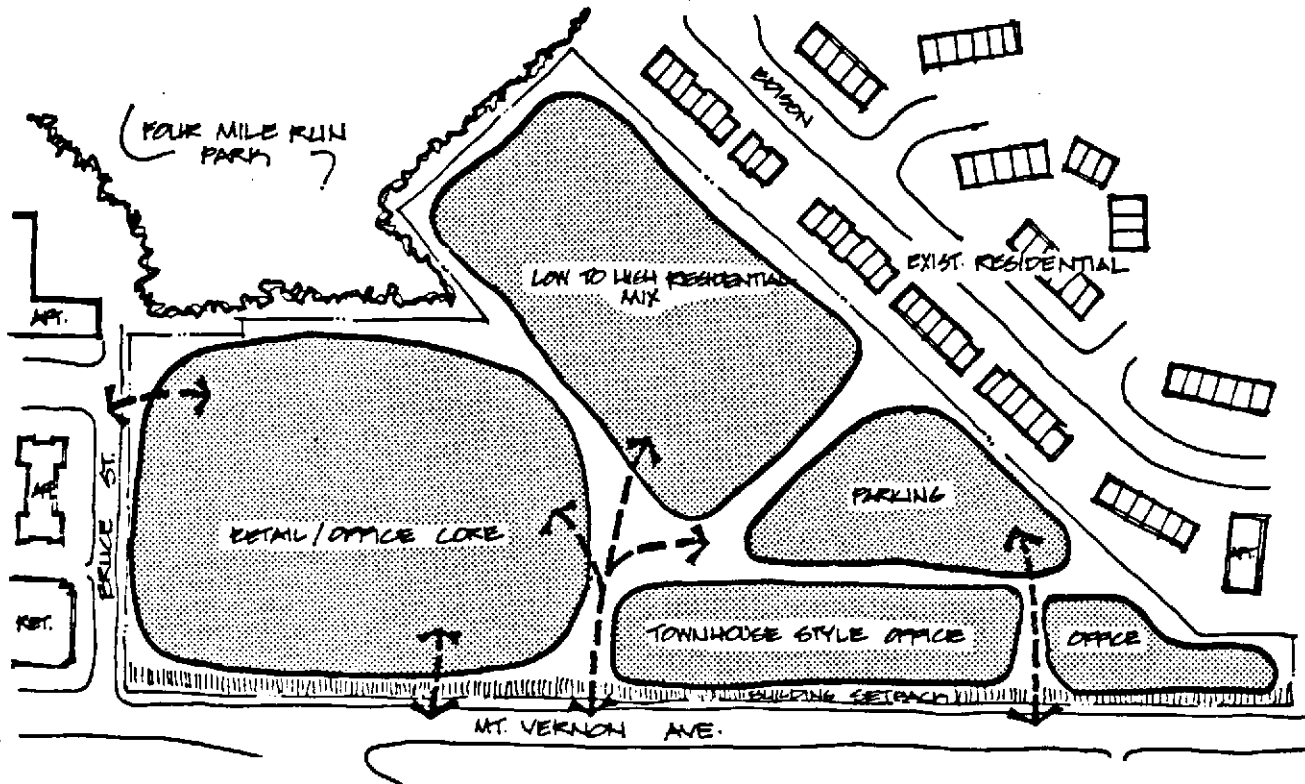 FOUR MILE RUN
PARK
EDISON
EXIST. RESIDENTIAL
LOW TO HIGH RESIDENTIAL
MIX
APT.
APT.
BRUCE ST.
RET.
RETAIL/OFFICE CORE
PARKING
APT.
TOWNHOUSE STYLE OFFICE
OFFICE
BUILDING SETBACK
MT. VERNON AVE.